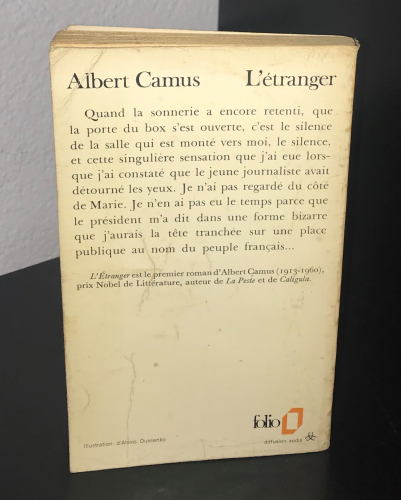 Albert Camus L'étranger
Quand la sonnerie a encore retenti, que
la porte du box s'est ouverte, c'est le silence
de la salle qui est monté vers moi, le silence,
et cette singulière sensation que j'ai eue lors-
que j'ai constaté que le jeune journaliste avait
détourné les yeux. Je n'ai pas regardé du côté
de Marie. Je n'en ai pas eu le temps parce que
le président m'a dit dans une forme bizarre
que j'aurais la tête tranchée sur une place
publique au nom du peuple français...
L'Étranger est le premier roman d'Albert Camus (1913-1960),
prix Nobel de Littérature, auteur de La Peste et de Caligula.
folio
Illustration d'Alexis
diffusion sodis